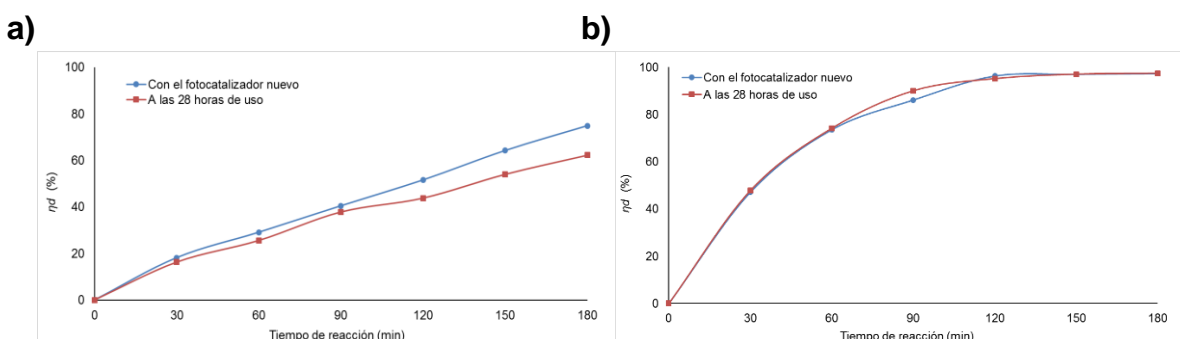 a)
100
80
60
40
20
0
ηd (%)
Con el fotocatalizador nuevo
A las 28 horas de uso
0 30 60 90 120 150 180
Tiempo de reacción (min)
b)
100
80
60
40
20
0
ηd (%)
Con el fotocatalizador nuevo
A las 28 horas de uso
0 30 60 90 120 150 180
Tiempo de reacción (min)